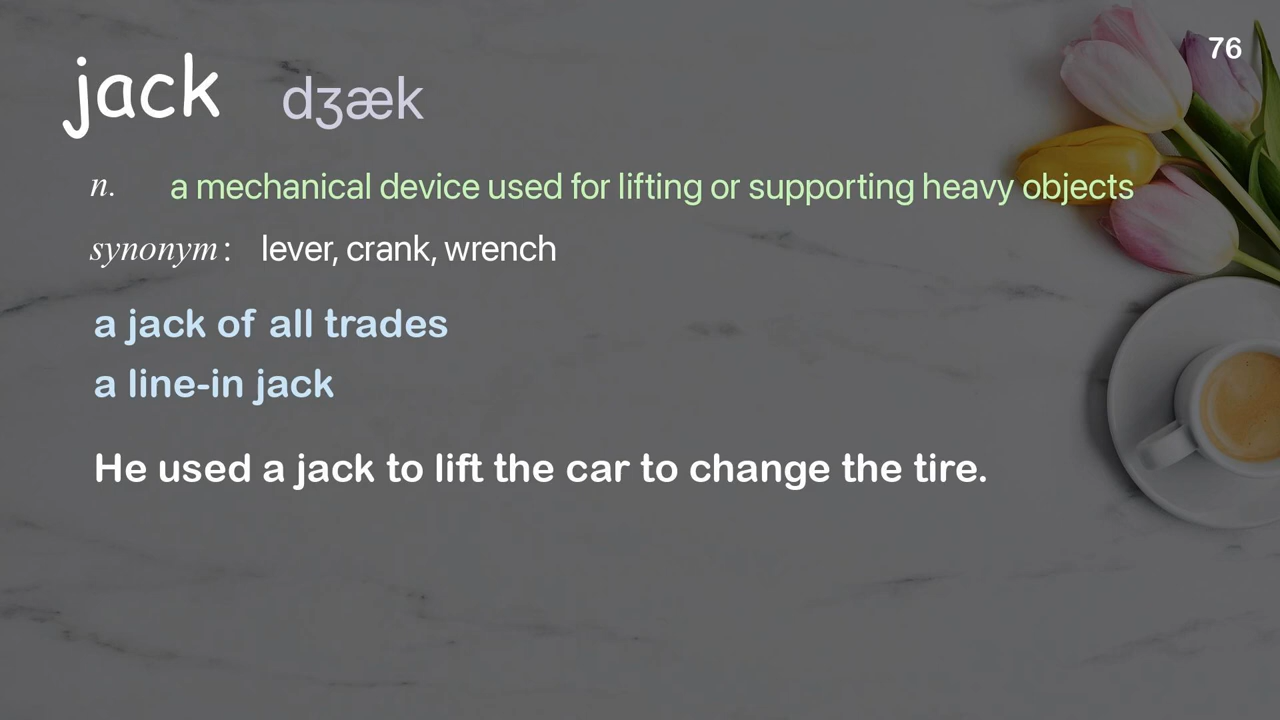 76
jack dʒæk
n. a mechanical device used for lifting or supporting heavy objects
synonym: lever, crank, wrench
a jack of all trades
a line-in jack
He used a jack to lift the car to change the tire.